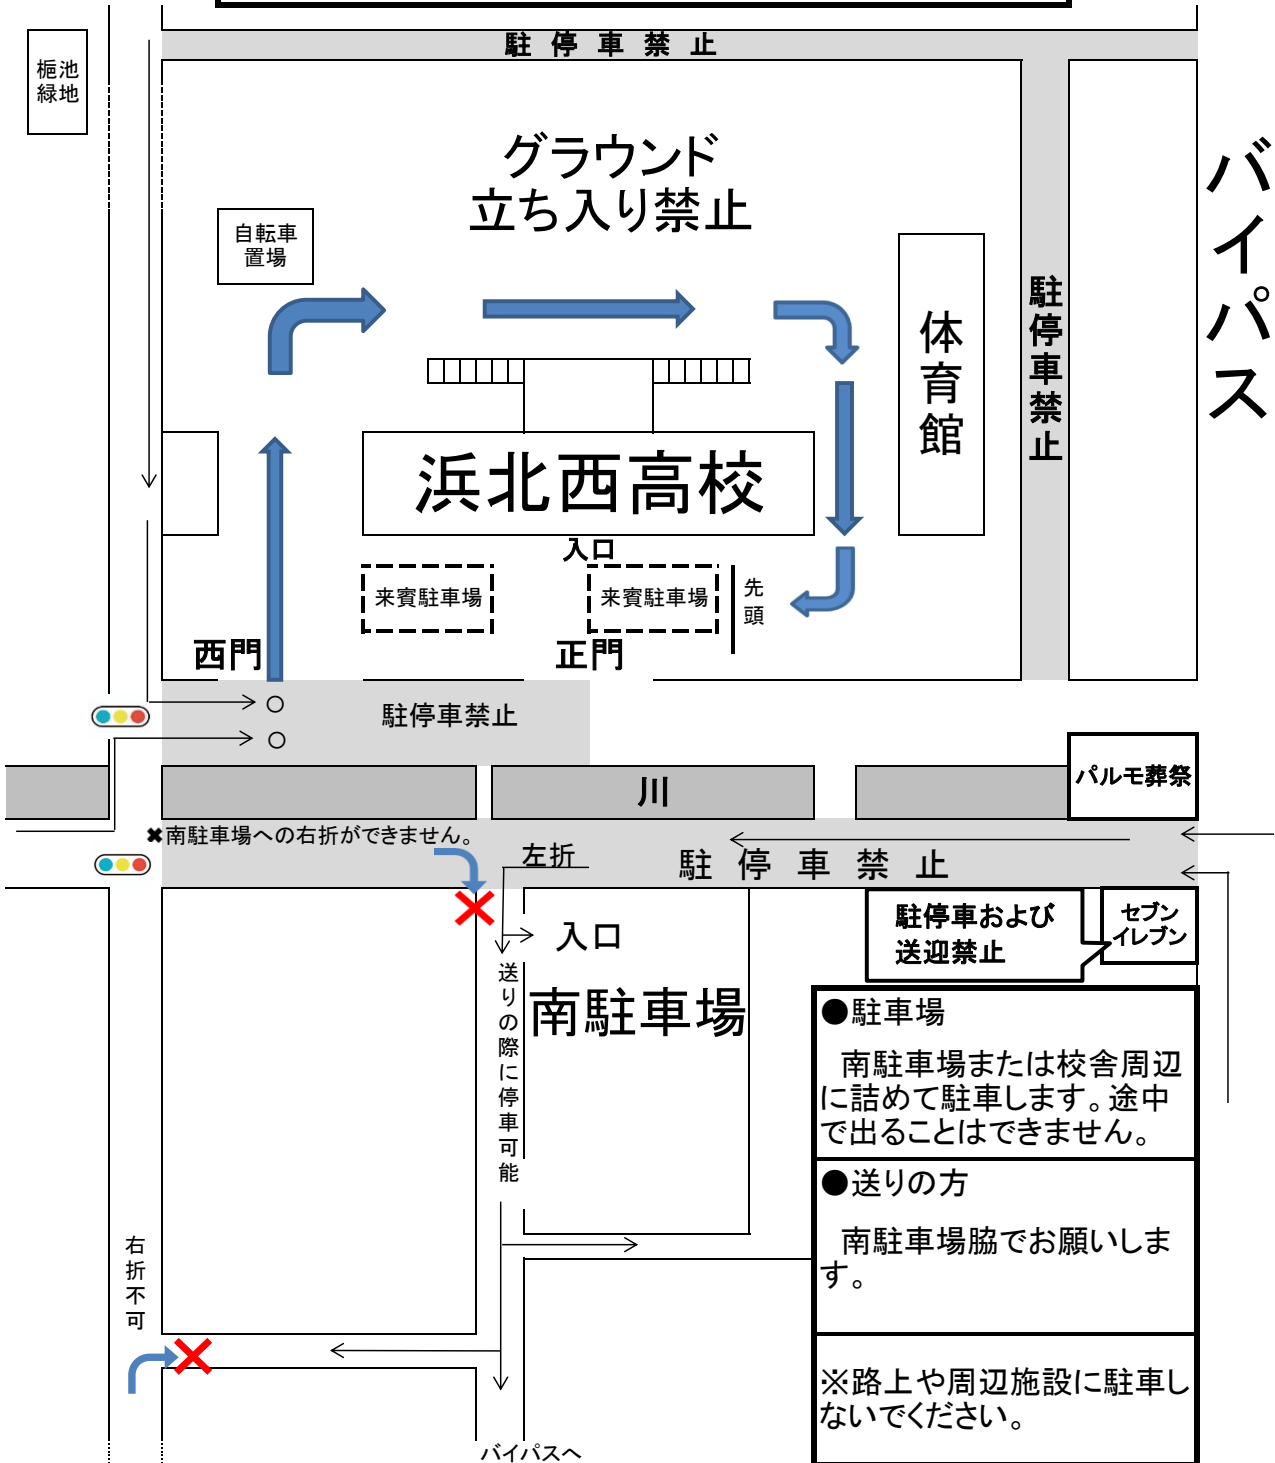 駐停車禁止
楓池
緑地
グラウンド
立ち入り禁止
バイパス
自転車
置場
体育館
駐停車禁止
浜北西高校
入口
来賓駐車場
来賓駐車場
先頭
西門
正門
駐停車禁止
パルモ葬祭
川
✖南駐車場への右折ができません。
左折
駐停車禁止
駐停車および
送迎禁止
セブン
イレブン
入口
南駐車場
送りの際に停車可能
●駐車場
南駐車場または校舎周辺
に詰めて駐車します。途中
で出ることはできません。
●送りの方
南駐車場脇でお願いしま
す。
右折不可
※路上や周辺施設に駐車し
ないでください。
バイパスへ